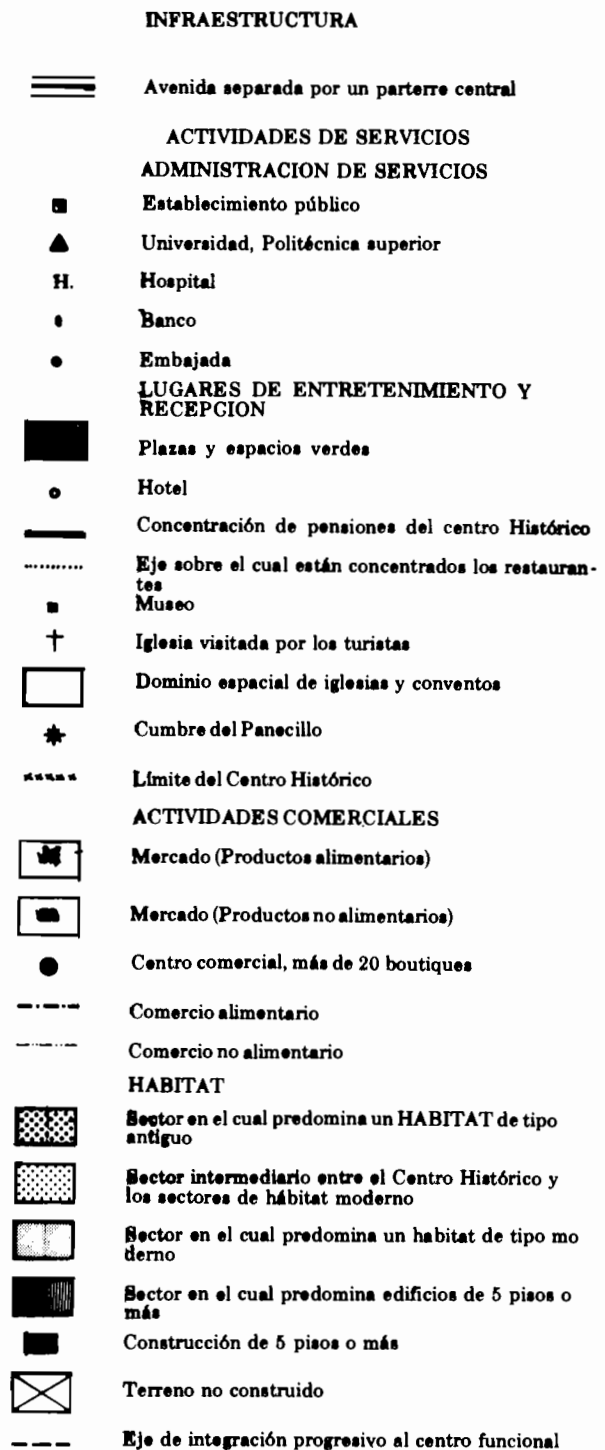 INFRAESTRUCTURA
Avenida separada por un parterre central
ACTIVIDADES DE SERVICIOS
ADMINISTRACION DE SERVICIOS
Establecimiento público
Universidad, Politécnica superior
H. Hospital
Banco
Embajada
LUGARES DE ENTRETENIMIENTO Y
RECEPCION
Plazas y espacios verdes
Hotel
Concentración de pensiones del centro Histórico
Eje sobre el cual están concentrados los restauran-
tes
Museo
Iglesia visitada por los turistas
Dominio espacial de iglesias y conventos
Cumbre del Panecillo
Límite del Centro Histórico
ACTIVIDADES COMERCIALES
Mercado (Productos alimentarios)
Mercado (Productos no alimentarios)
Centro comercial, más de 20 boutiques
Comercio alimentario
Comercio no alimentario
HABITAT
Sector en el cual predomina un HABITAT de tipo
antiguo
Sector intermediario entre el Centro Histórico y
los sectores de hábitat moderno
Sector en el cual predomina un habitat de tipo mo
derno
Sector en el cual predomina edificios de 5 pisos o
más
Construcción de 5 pisos o más
Terreno no construido
Eje de integración progresivo al centro funcional